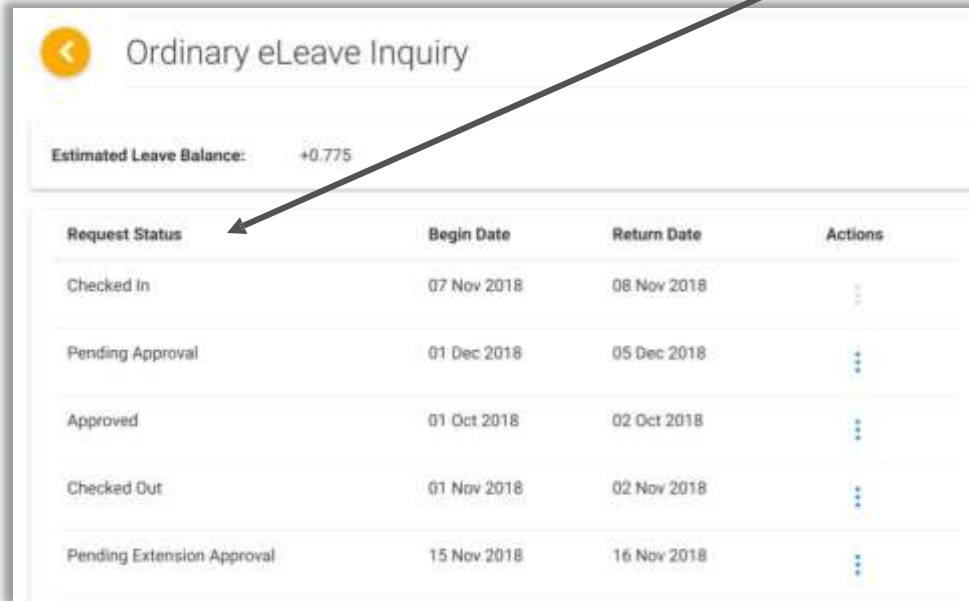 Ordinary eLeave Inquiry
Estimated Leave Balance: +0.775
Request Status Begin Date Return Date Actions
Checked In 07 Nov 2018 08 Nov 2018
Pending Approval 01 Dec 2018 05 Dec 2018
Approved 01 Oct 2018 02 Oct 2018
Checked Out 01 Nov 2018 02 Nov 2018
Pending Extension Approval 15 Nov 2018 16 Nov 2018